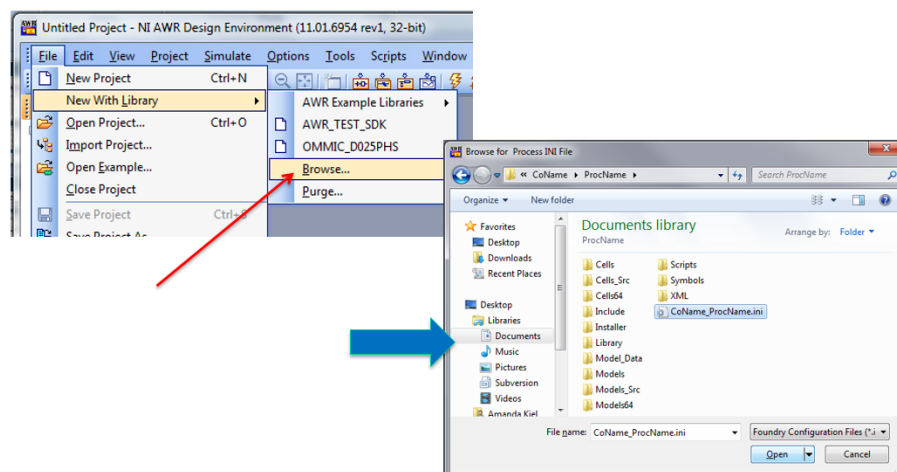 Untitled Project - NI AWR Design Environment (11.01.6954 rev1, 32-bit)
File Edit View Project Simulate Options Tools Scripts Window
New Project Ctrl+N
New With Library
Open Project... Ctrl+O
Import Project...
Open Example...
Close Project
Save Project Ctrl+S
Save Project As
AWR Example Libraries
AWR_TEST_SDK
OMMIC_D025PHS
Browse...
Purge...
Browse for Process INI File
« CoName ProcName
Search ProcName
Organize New folder
Favorites
Desktop
Downloads
Recent Places
Desktop
Libraries
Documents
Music
Pictures
Subversion
Videos
Amanda Kiel
Documents library
ProcName
Arrange by: Folder
Cells
Cells_Src
Cells64
Include
Installer
Library
Model_Data
Models
Models_Src
Models64
Scripts
Symbols
XML
CoName_ProcName.ini
File name: CoName_ProcName.ini
Foundry Configuration Files (*.i
Open Cancel